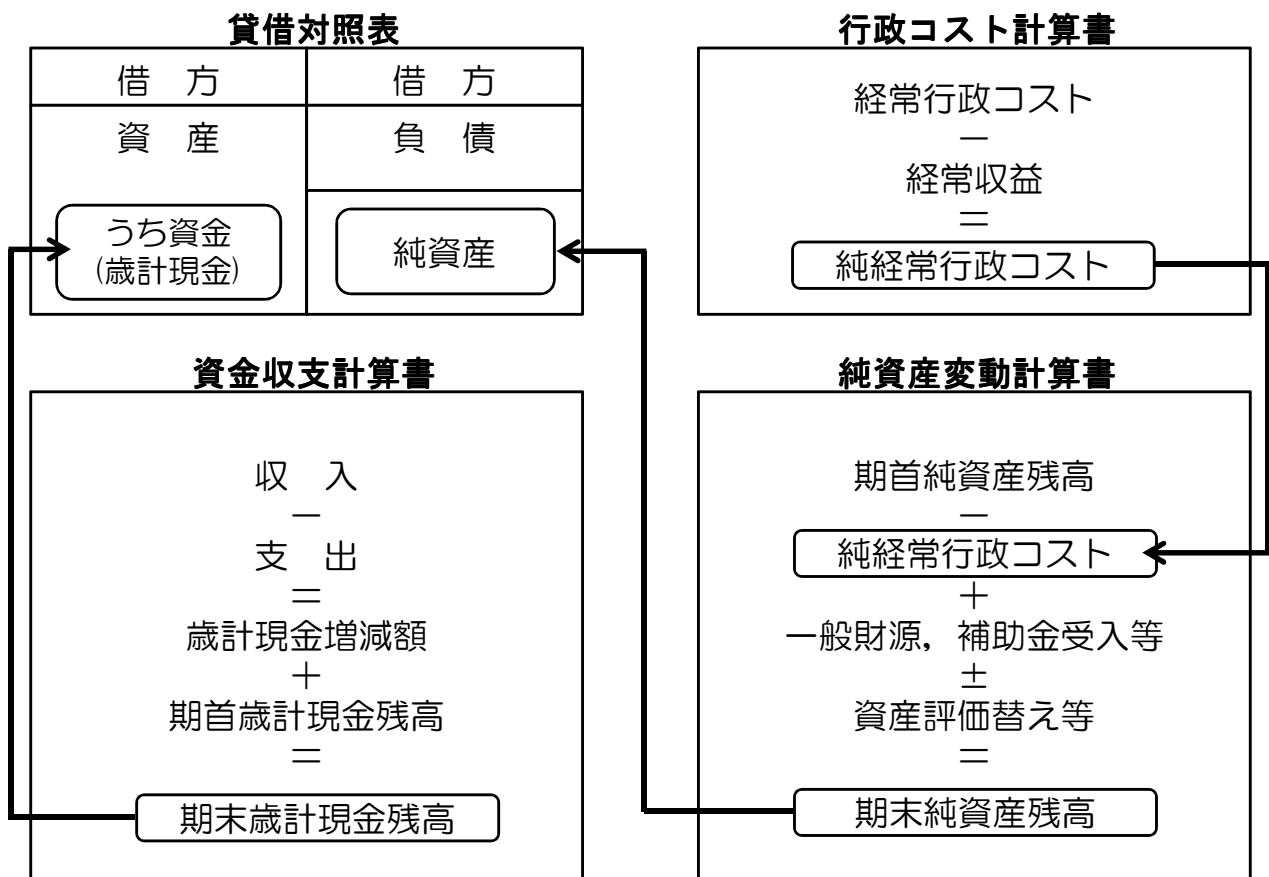 貸借対照表
借　方
借　方
資　産
負　債
うち資金
(歳計現金)
純資産
行政コスト計算書
経常行政コスト
－
経常収益
＝
純経常行政コスト
資金収支計算書
収　入
－
支　出
＝
歳計現金増減額
＋
期首歳計現金残高
＝
期末歳計現金残高
純資産変動計算書
期首純資産残高
－
純経常行政コスト
＋
一般財源，補助金受入等
±
資産評価替え等
＝
期末純資産残高